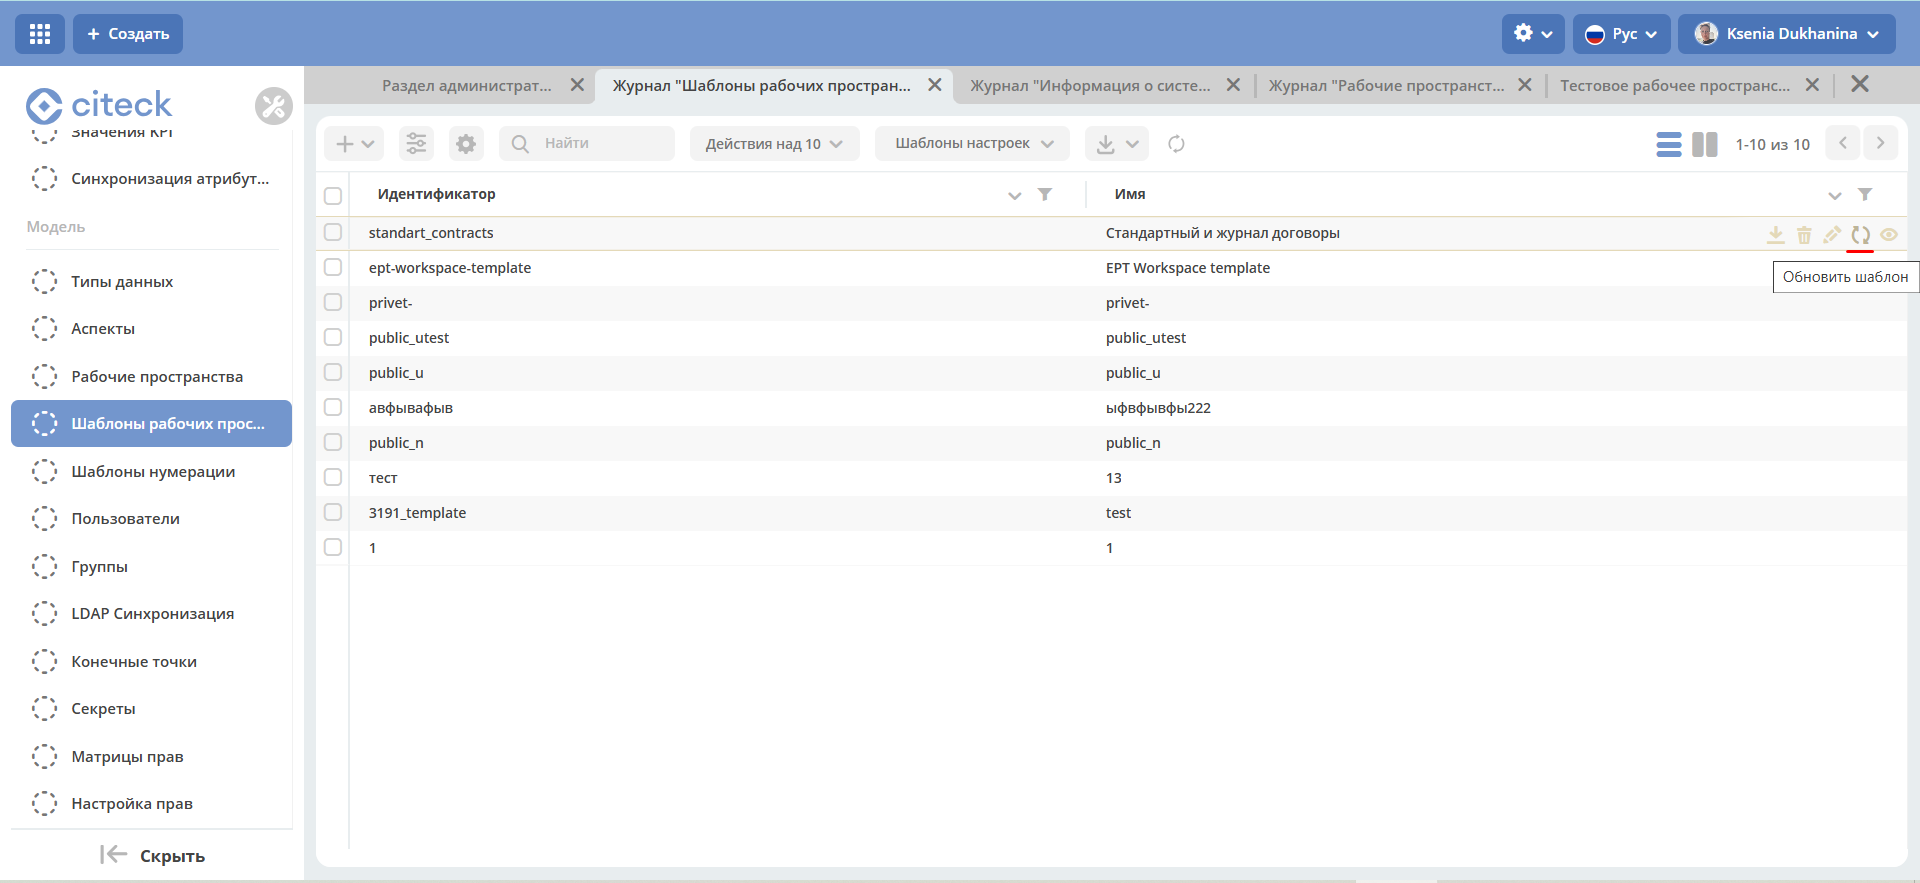 + Создать
Рус
Ksenia Dukhanina
citeck
Раздел администрат...
Журнал "Шаблоны рабочих простран...
Журнал "Информация о систе...
Журнал "Рабочие пространст...
Тестовое рабочее пространс...
Значения KPI
Синхронизация атрибут...
Модель
Типы данных
Аспекты
Рабочие пространства
Шаблоны рабочих прос...
Шаблоны нумерации
Пользователи
Группы
LDAP Синхронизация
Конечные точки
Секреты
Матрицы прав
Настройка прав
Скрыть
Найти
Действия над 10
Шаблоны настроек
1-10 из 10
Идентификатор
Имя
standart_contracts
Стандартный и журнал договоры
Обновить шаблон
ept-workspace-template
EPT Workspace template
privet-
privet-
public_utest
public_utest
public_u
public_u
авфывафыв
ыфвфывфы222
public_n
public_n
тест
13
3191_template
test
1
1